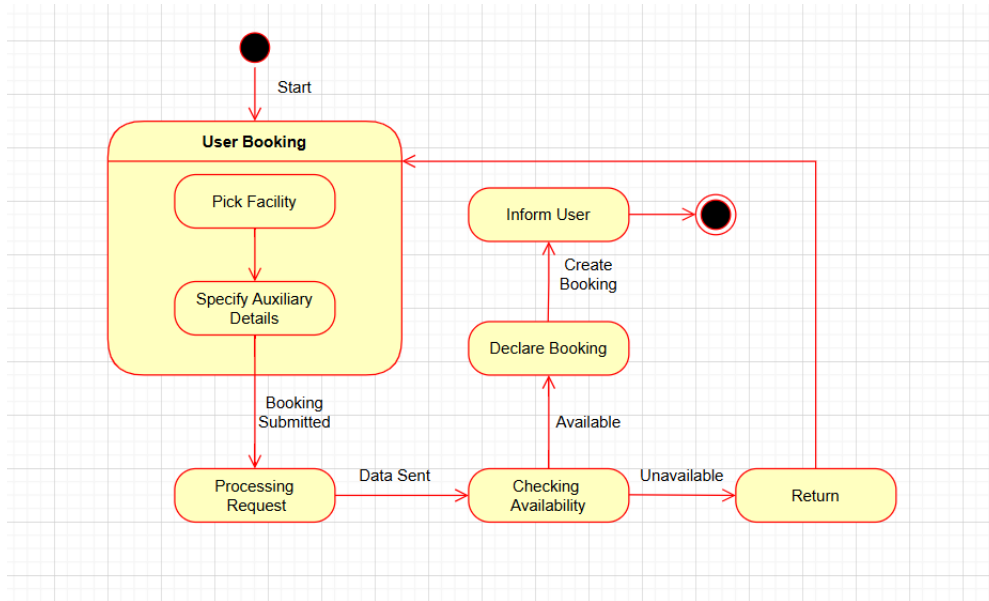 Start
User Booking
Pick Facility
Specify Auxiliary
Details
Booking
Submitted
Processing
Request
Data Sent
Checking
Availability
Available
Unavailable
Return
Declare Booking
Create
Booking
Inform User